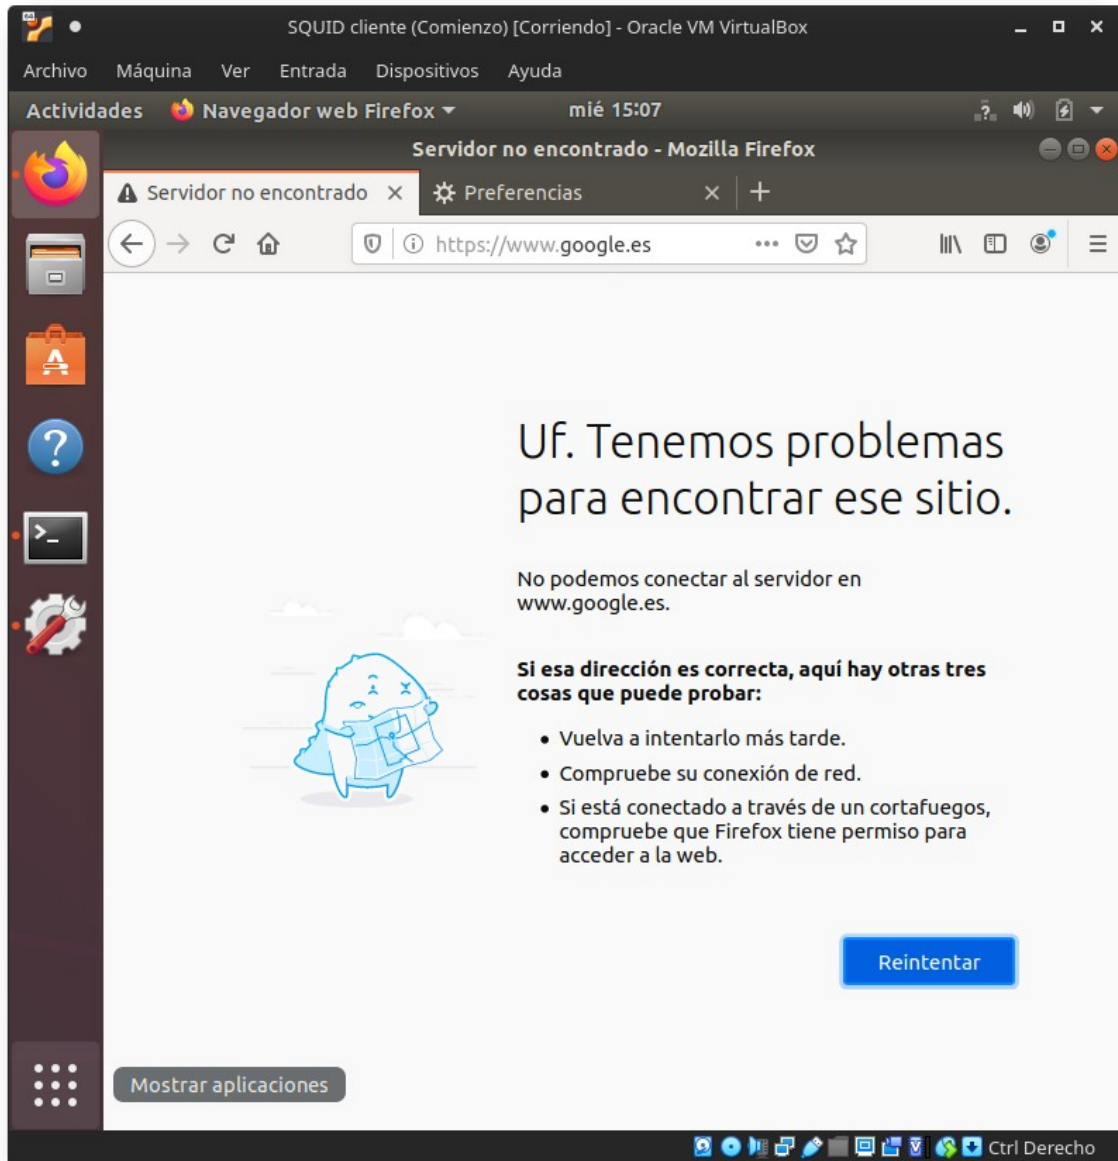 SQUID cliente (Comienzo) [Corriendo] - Oracle VM VirtualBox
Archivo Máquina Ver Entrada Dispositivos Ayuda
Actividades Navegador web Firefox mié 15:07
Servidor no encontrado - Mozilla Firefox
Servidor no encontrado Preferencias
https://www.google.es
Uf. Tenemos problemas
para encontrar ese sitio.
No podemos conectar al servidor en
www.google.es.
Si esa dirección es correcta, aquí hay otras tres
cosas que puede probar:
• Vuelva a intentarlo más tarde.
• Compruebe su conexión de red.
• Si está conectado a través de un cortafuegos,
compruebe que Firefox tiene permiso para
acceder a la web.
Reintentar
Mostrar aplicaciones
Ctrl Derecho